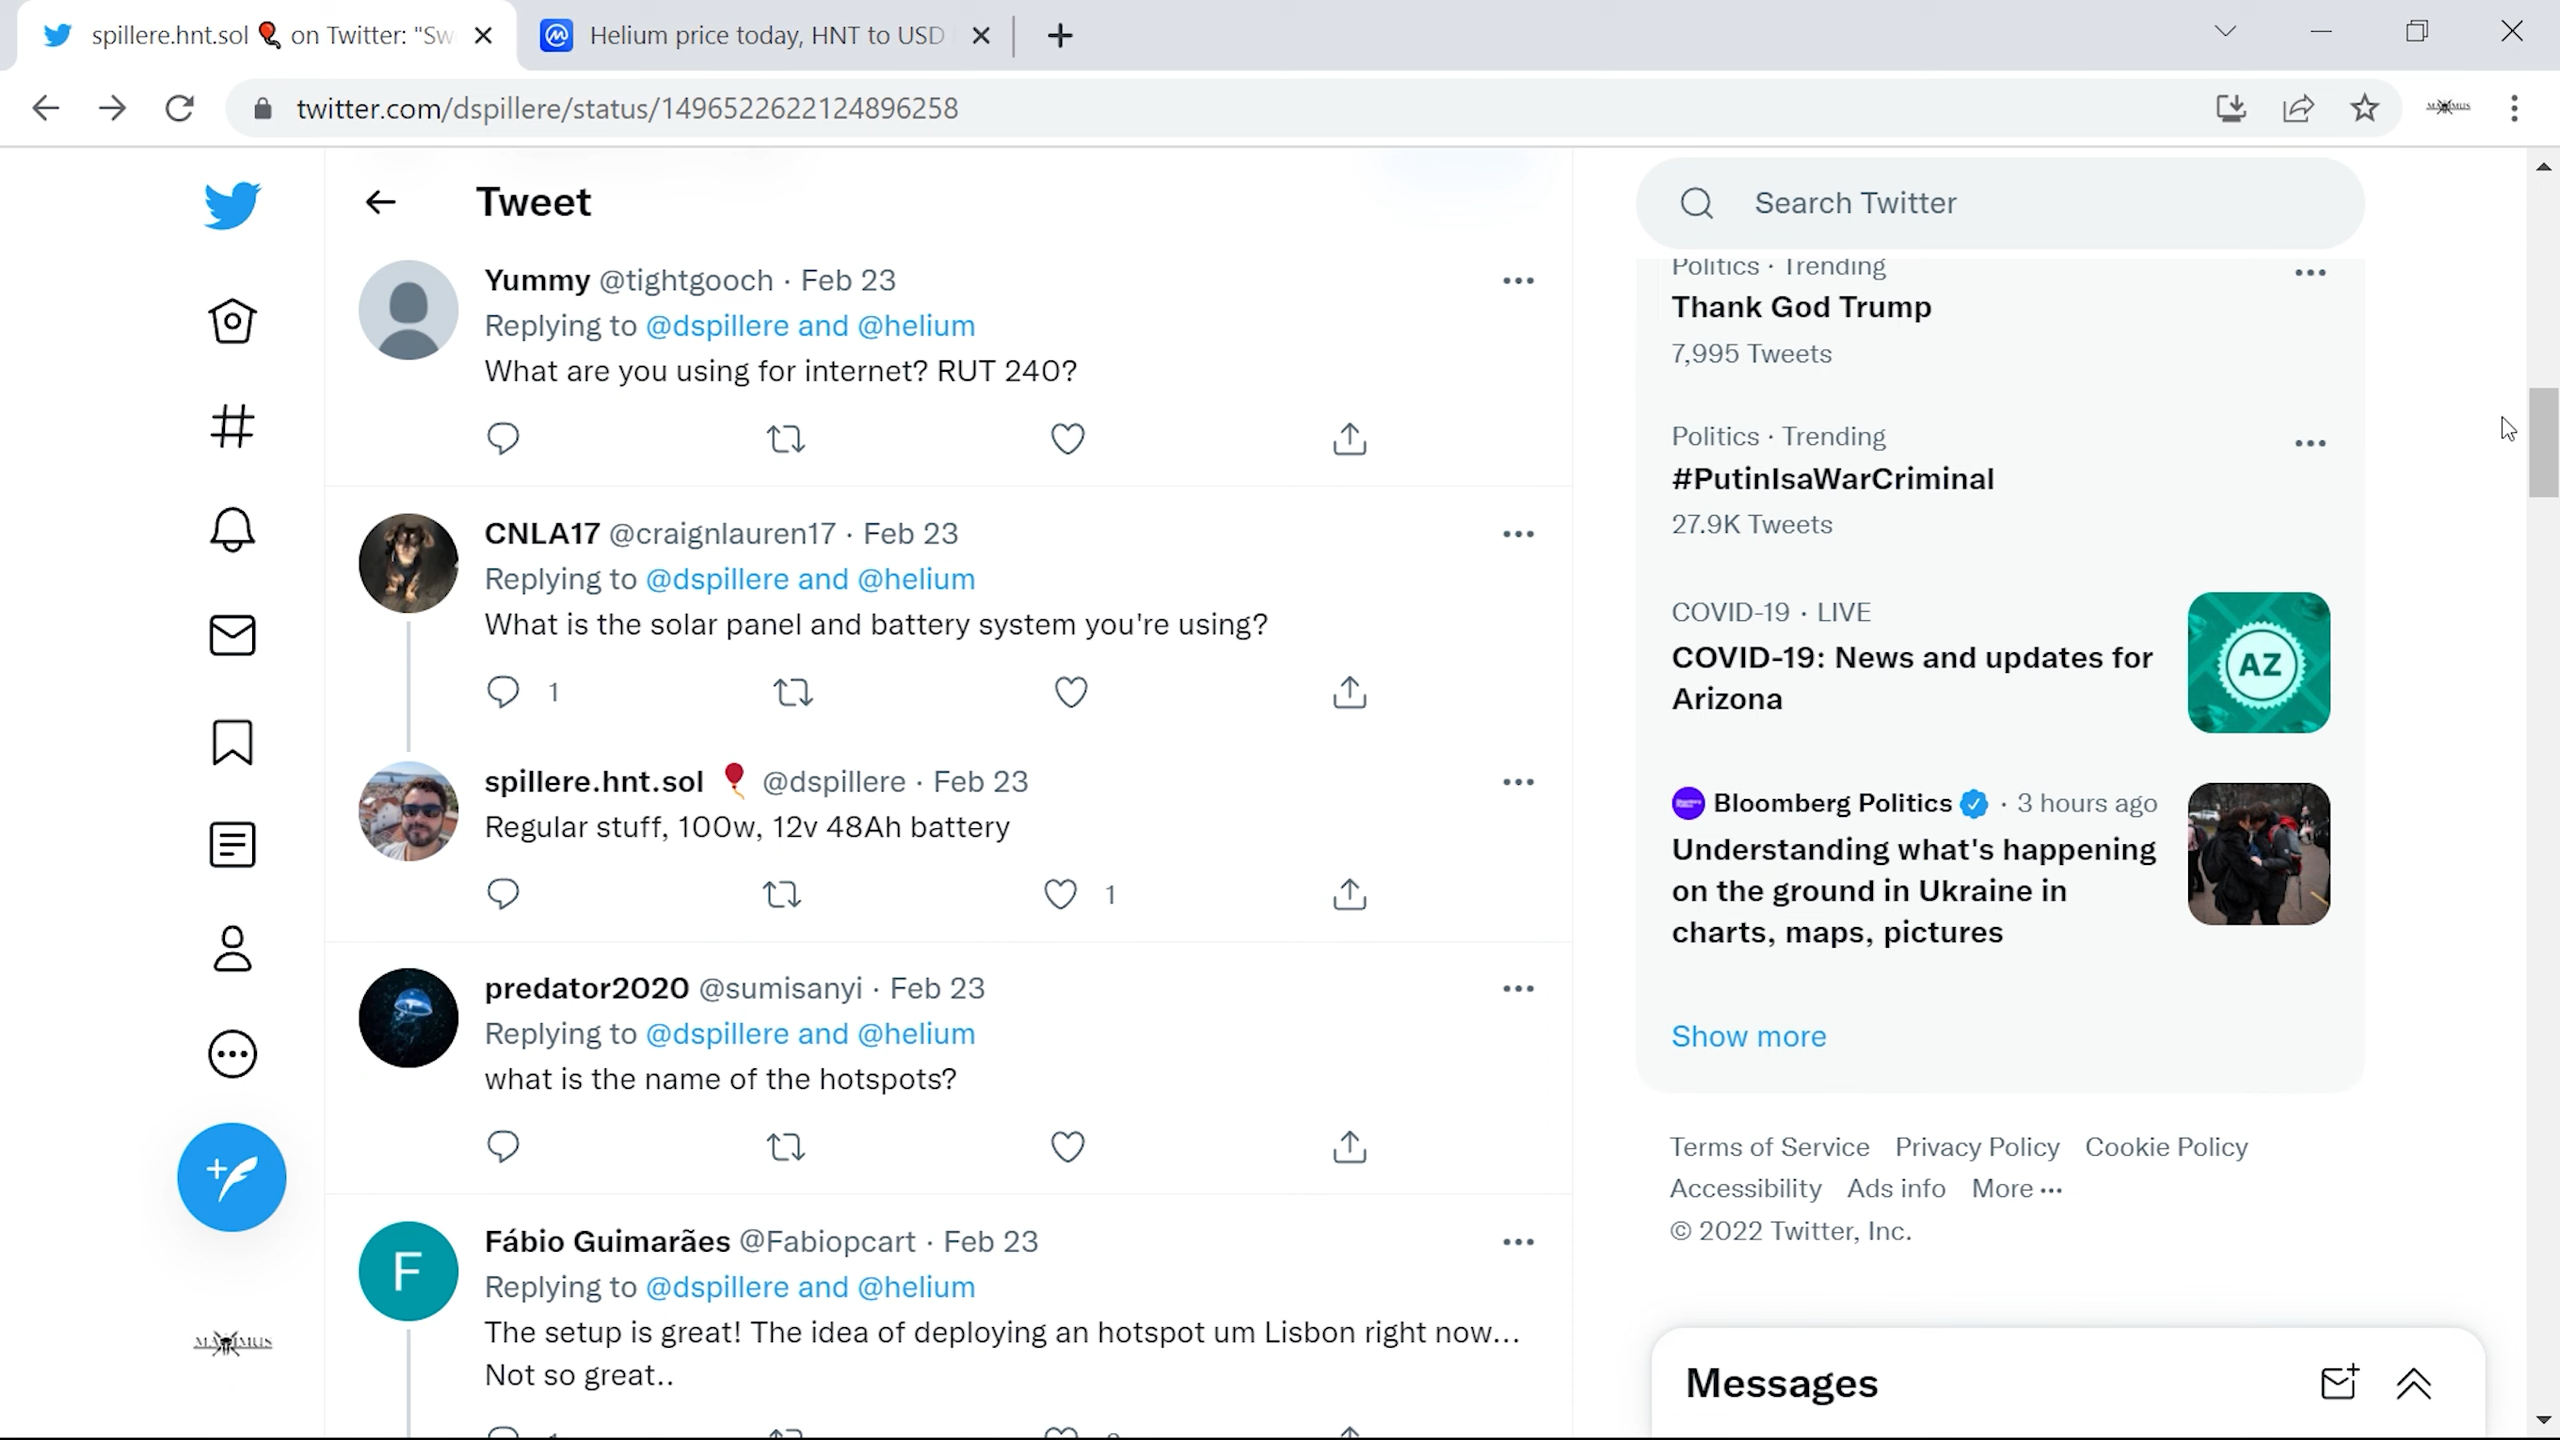 spillere.hnt.sol 🎈 on Twitter: "Sw
Helium price today, HNT to USD
twitter.com/dspillere/status/1496522622124896258
Tweet
Yummy @tightgooch · Feb 23
Replying to @dspillere and @helium
What are you using for internet? RUT 240?
CNLA17 @craignlauren17 · Feb 23
Replying to @dspillere and @helium
What is the solar panel and battery system you're using?
1
spillere.hnt.sol 🎈 @dspillere · Feb 23
Regular stuff, 100w, 12v 48Ah battery
1
predator2020 @sumisanyi · Feb 23
Replying to @dspillere and @helium
what is the name of the hotspots?
F
Fábio Guimarães @Fabiopcart · Feb 23
Replying to @dspillere and @helium
The setup is great! The idea of deploying an hotspot um Lisbon right now...
Not so great..
MAXIMUS
Search Twitter
Politics · Trending
Thank God Trump
7,995 Tweets
Politics · Trending
#PutinIsaWarCriminal
27.9K Tweets
COVID-19 · LIVE
COVID-19: News and updates for
Arizona
AZ
Bloomberg Politics · 3 hours ago
Understanding what's happening
on the ground in Ukraine in
charts, maps, pictures
Show more
Terms of Service Privacy Policy Cookie Policy
Accessibility Ads info More ···
© 2022 Twitter, Inc.
Messages